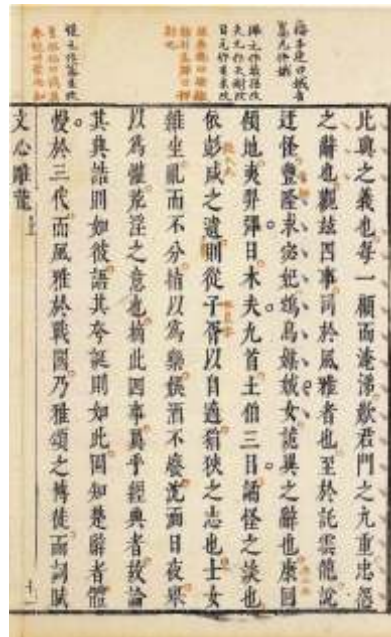 比興之義也每一顧而淹涕歎君門之九重忠怨
之辭也觀茲四事同於風雅者也至於託雲龍說
迂怪豐隆求宓妃鴆鳥媒娀女詭異之辭也康回
傾地夷羿彈日木夫九首土伯三目譎怪之談也
依彭咸之遺則從子胥以自適狷狹之志也士女
雜坐亂而不分指以爲樂娛酒不廢沈湎日夜舉
以爲懽荒淫之意也摘此四事異乎經典者故論
其典誥則如彼語其夸誕則如此固知楚辭者體
慢於三代而風雅於戰國乃雅頌之博徒而詞賦
文心雕龍 上 十一